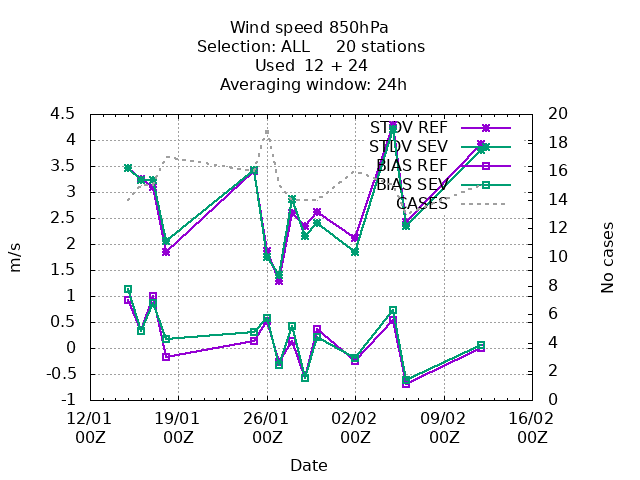 Wind speed 850hPa
Selection: ALL 20 stations
Used 12 + 24
Averaging window: 24h
4.5
4
3.5
3
2.5
2
1.5
1
0.5
0
-0.5
-1
m/s
STDV REF
STDV SEV
BIAS REF
BIAS SEV
CASES
20
18
16
14
12
10
8
6
4
2
0
No cases
12/01 19/01 26/01 02/02 09/02 16/02
00Z 00Z 00Z 00Z 00Z 00Z
Date